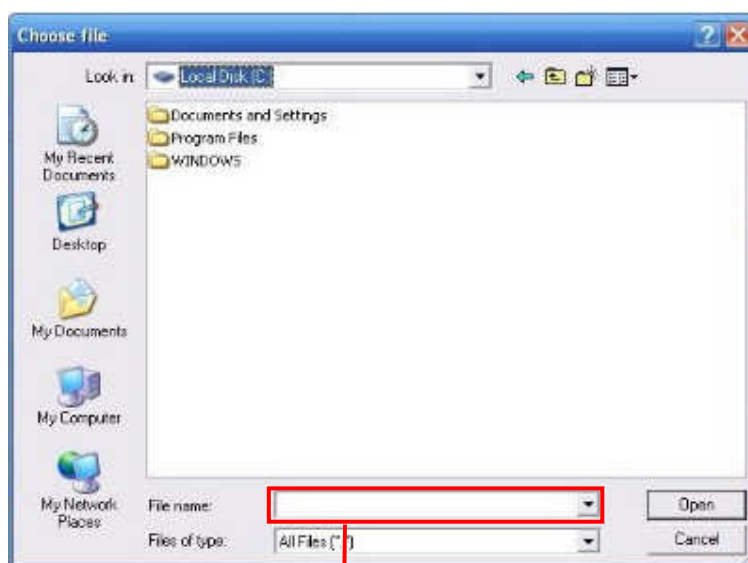 Choose file
Look in: Local Disk (C:)
Documents and Settings
Program Files
WINDOWS
My Recent
Documents
Desktop
My Documents
My Computer
My Network
Places
File name:
Open
Files of type: All Files (*.*)
Cancel